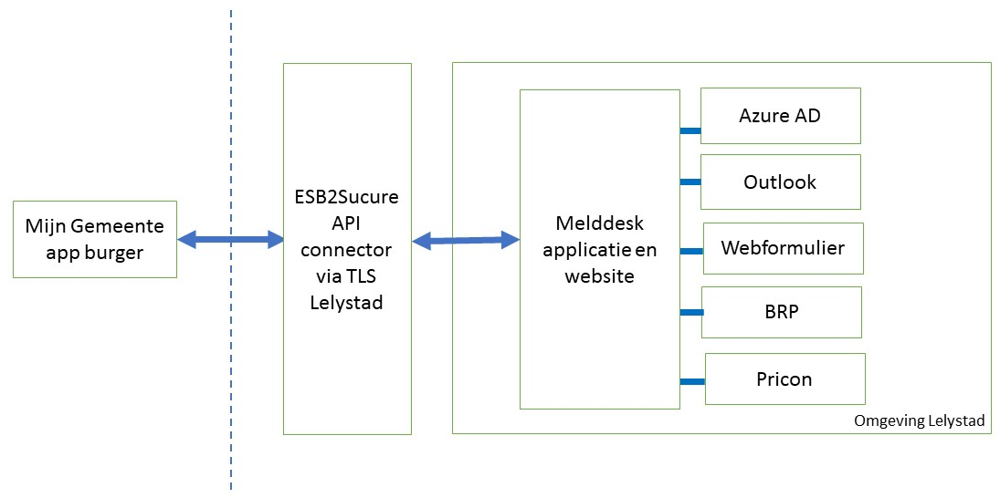 Mijn Gemeente
app burger
ESB2Sucure
API
connector
via TLS
Lelystad
Melddesk
applicatie en
website
Azure AD
Outlook
Webformulier
BRP
Pricon
Omgeving Lelystad